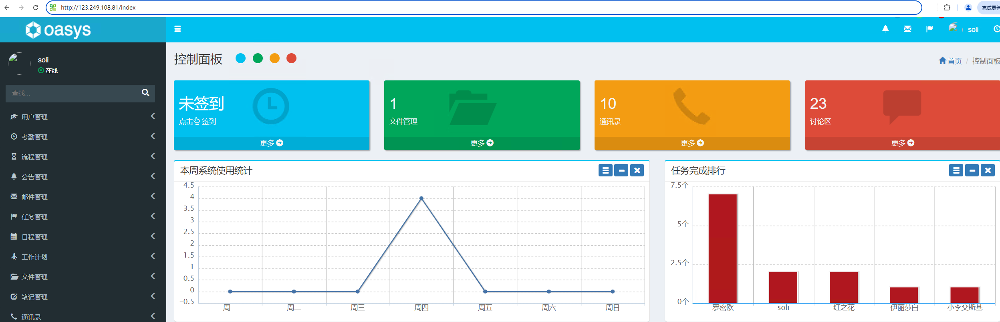 http://123.249.108.81/index
完成更新
oasys
soli
soli
在线
查找...
用户管理
考勤管理
流程管理
公告管理
邮件管理
任务管理
日程管理
工作计划
文件管理
笔记管理
通讯录
控制面板
首页 / 控制面板
未签到
点击 签到
更多
1
文件管理
更多
10
通讯录
更多
23
讨论区
更多
本周系统使用统计
4.5
4
3.5
3
2.5
2
1.5
1
0.5
0
-0.5
周一 周二 周三 周四 周五 周六 周日
任务完成排行
7.5个
5个
2.5个
0个
罗密欧 soli 红之花 伊丽莎白 小李父斯基